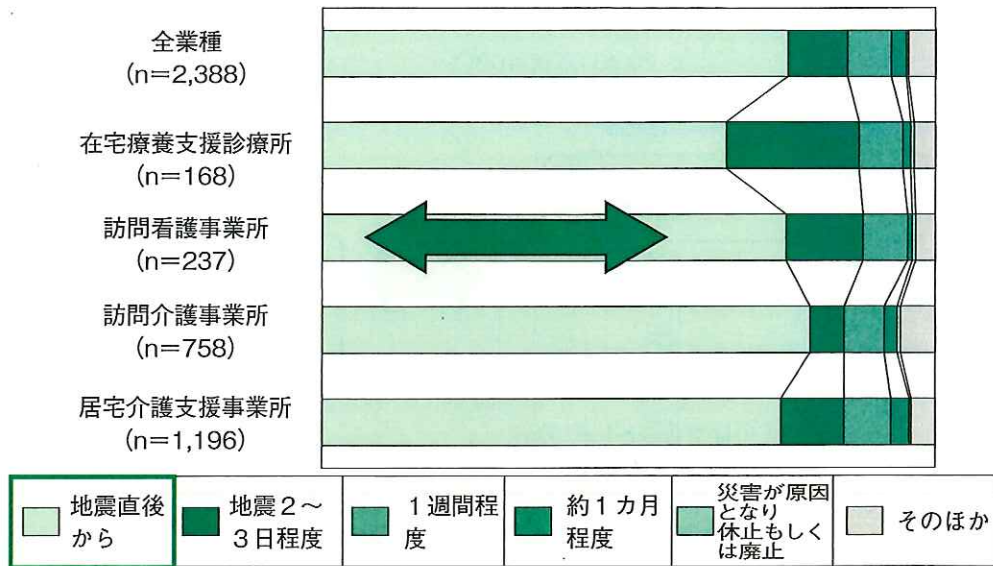 全業種
(n=2,388)
在宅療養支援診療所
(n=168)
訪問看護事業所
(n=237)
訪問介護事業所
(n=758)
居宅介護支援事業所
(n=1,196)
地震直後
から
地震2～
3日程度
1週間程
度
約1カ月
程度
災害が原因
となり
休止もしく
は廃止
そのほか